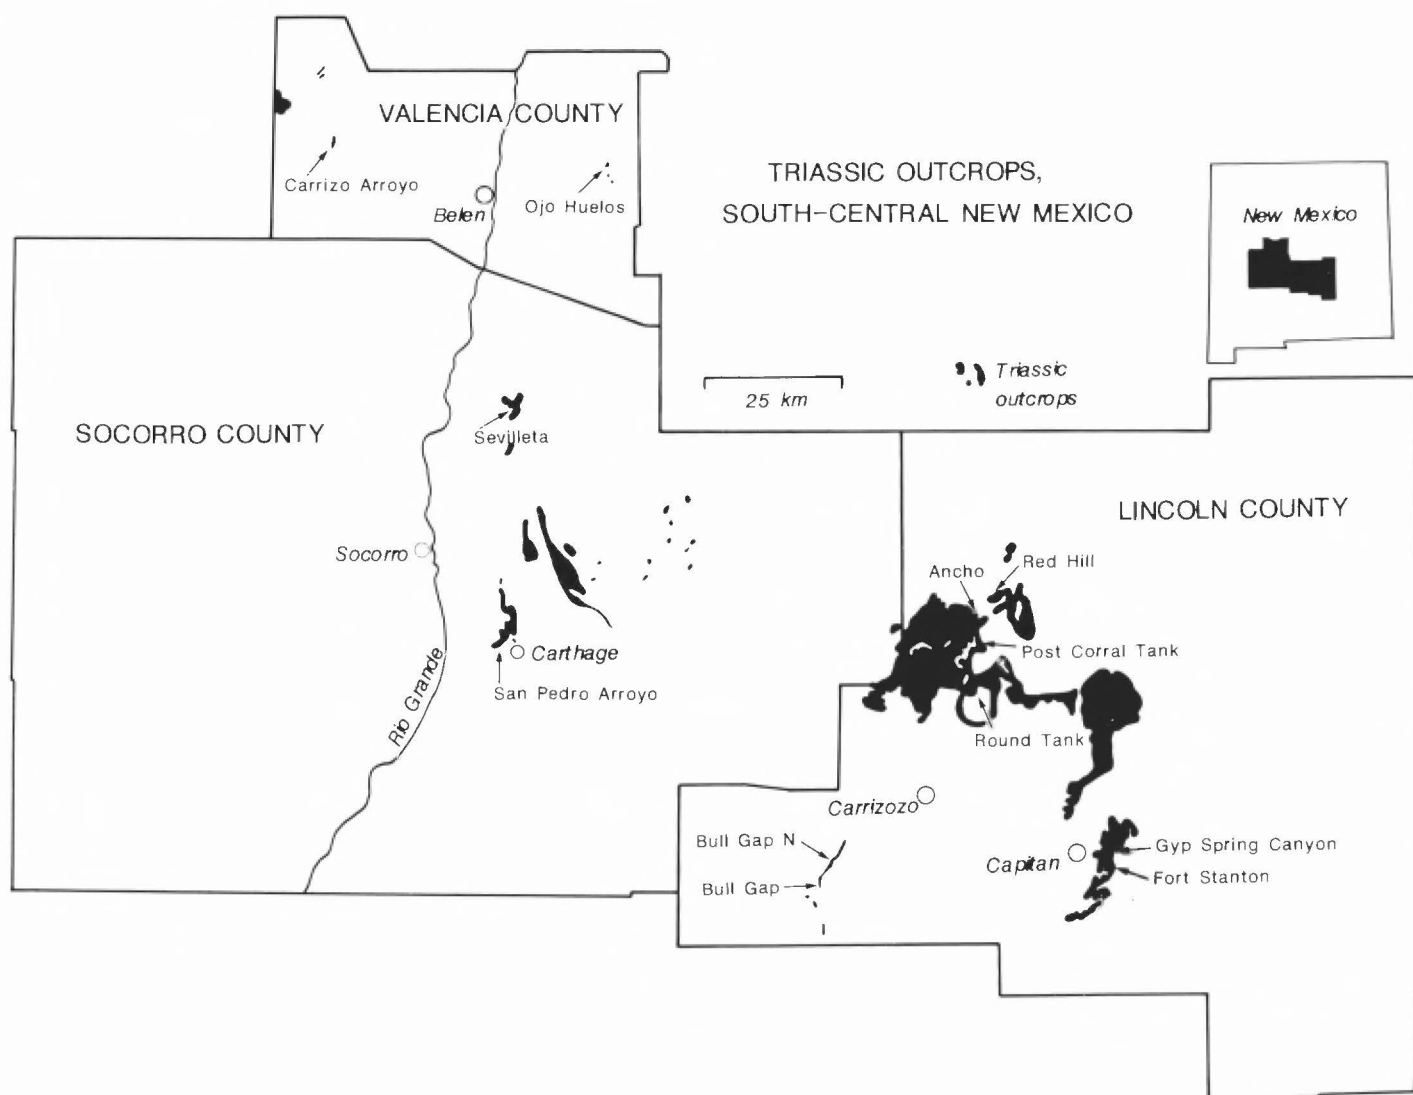 VALENCIA COUNTY
Carrizo Arroyo
Belen
Ojo Huelos
TRIASSIC OUTCROPS,
SOUTH-CENTRAL NEW MEXICO
New Mexico
25 km
Triassic
outcrops
SOCORRO COUNTY
Sevilleta
LINCOLN COUNTY
Socorro
Ancho
Red Hill
Carthage
Post Corral Tank
San Pedro Arroyo
Rio Grande
Round Tank
Carrizozo
Bull Gap N
Gyp Spring Canyon
Capitan
Fort Stanton
Bull Gap